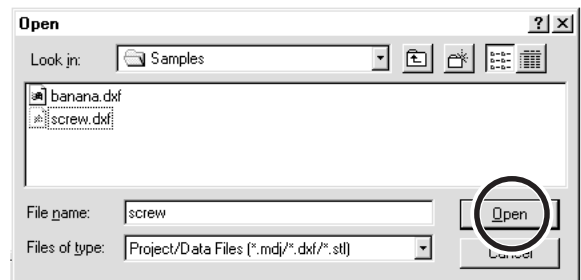 Open
Look in: Samples
banana.dxf
screw.dxf
File name: screw Open
Files of type: Project/Data Files (*.mdj/*.dxf/*.stl) Cancel